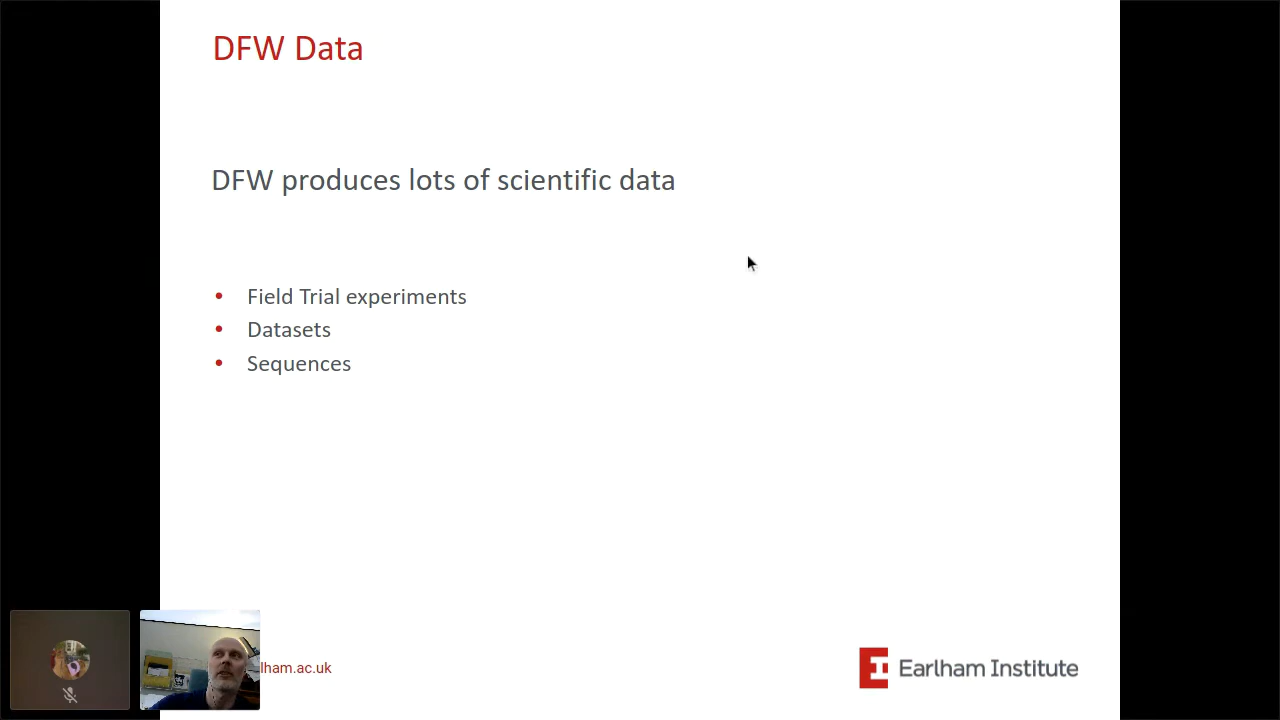 DFW Data
DFW produces lots of scientific data
• Field Trial experiments
• Datasets
• Sequences
lham.ac.uk
Earlham Institute